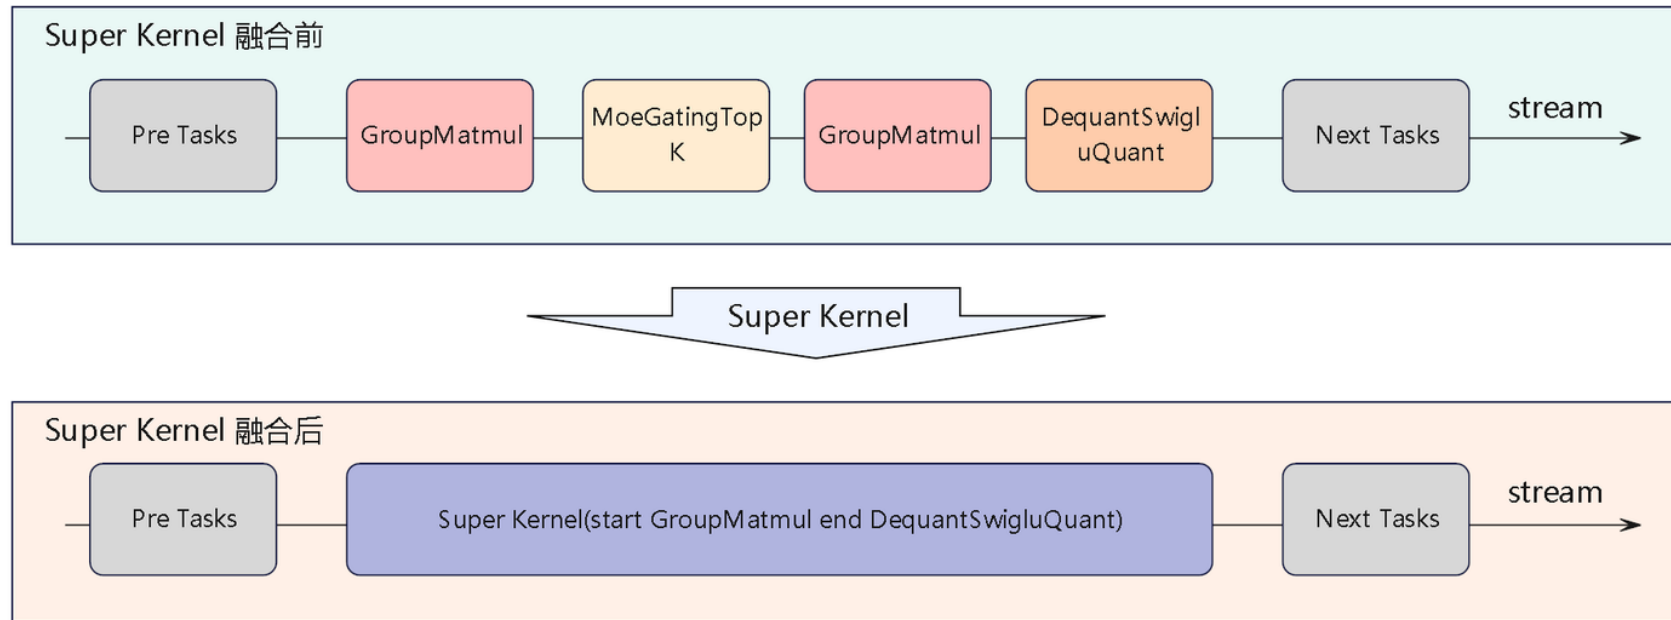 Super Kernel 融合前
stream
Pre Tasks
GroupMatmul
MoeGatingTop
K
GroupMatmul
DequantSwigl
uQuant
Next Tasks
Super Kernel
Super Kernel 融合后
stream
Pre Tasks
Super Kernel(start GroupMatmul end DequantSwigluQuant)
Next Tasks